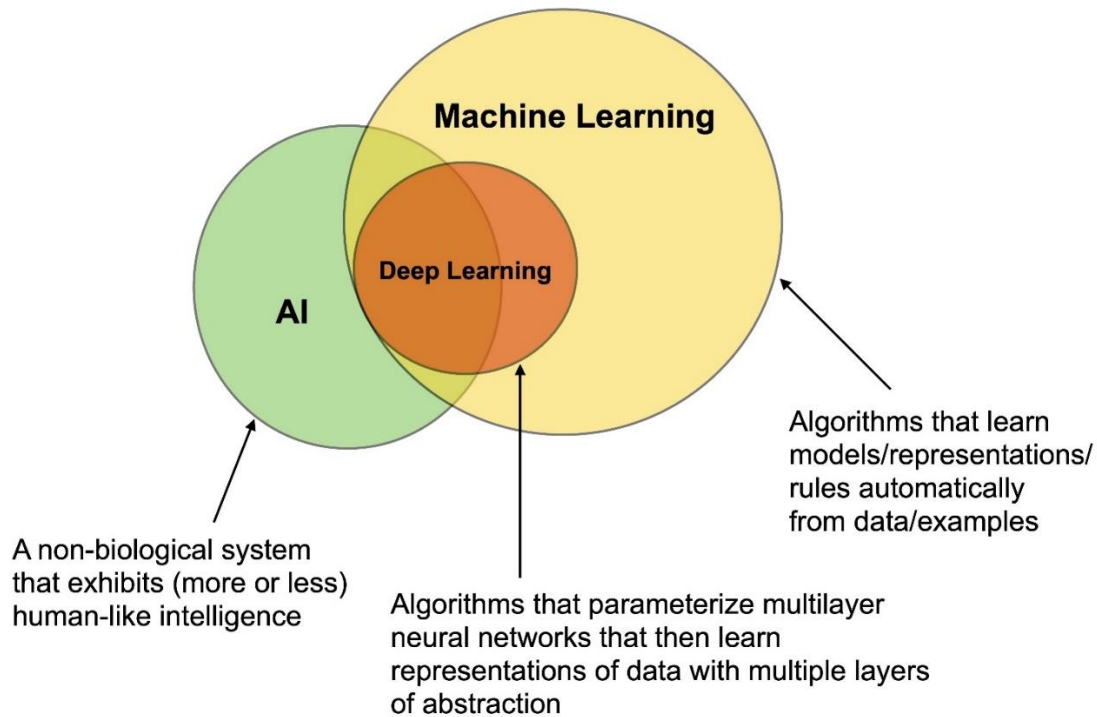 Machine Learning
Deep Learning
AI
Algorithms that learn
models/representations/
rules automatically
from data/examples
A non-biological system
that exhibits (more or less)
human-like intelligence
Algorithms that parameterize multilayer
neural networks that then learn
representations of data with multiple layers
of abstraction